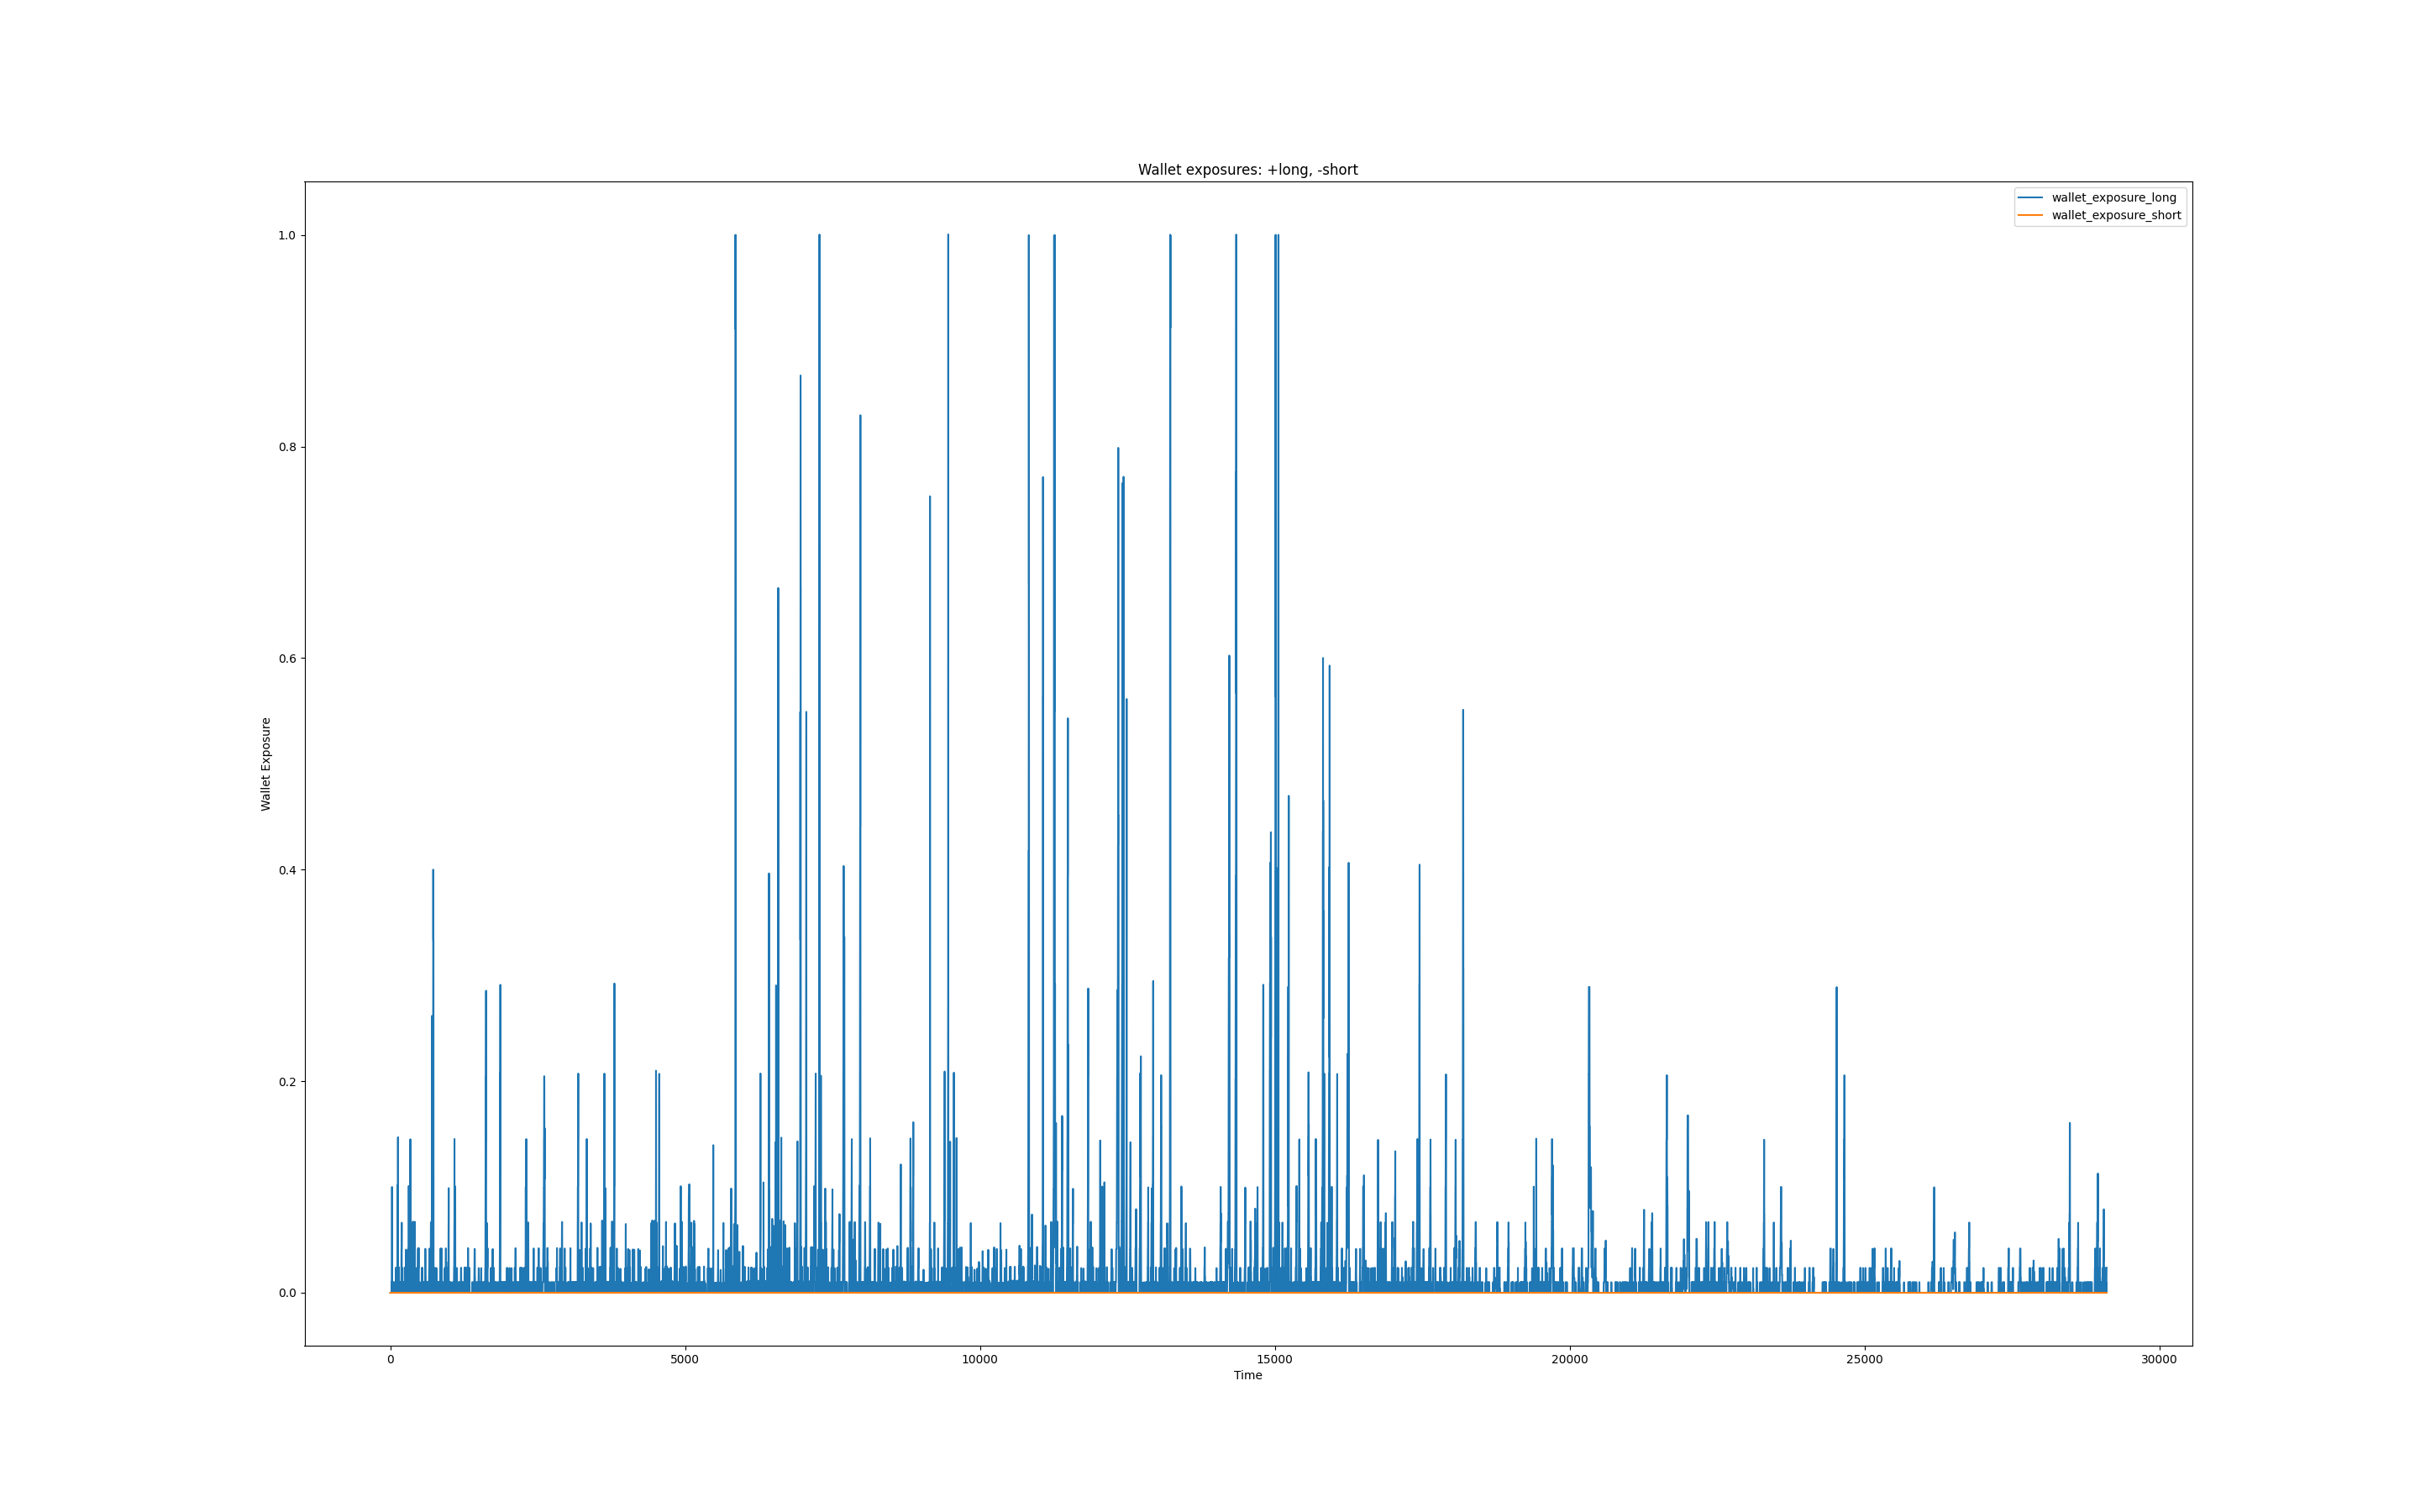 Wallet exposures: +long, -short
wallet_exposure_long
wallet_exposure_short
1.0
0.8
0.6
0.4
0.2
0.0
Wallet Exposure
0 5000 10000 15000 20000 25000 30000
Time